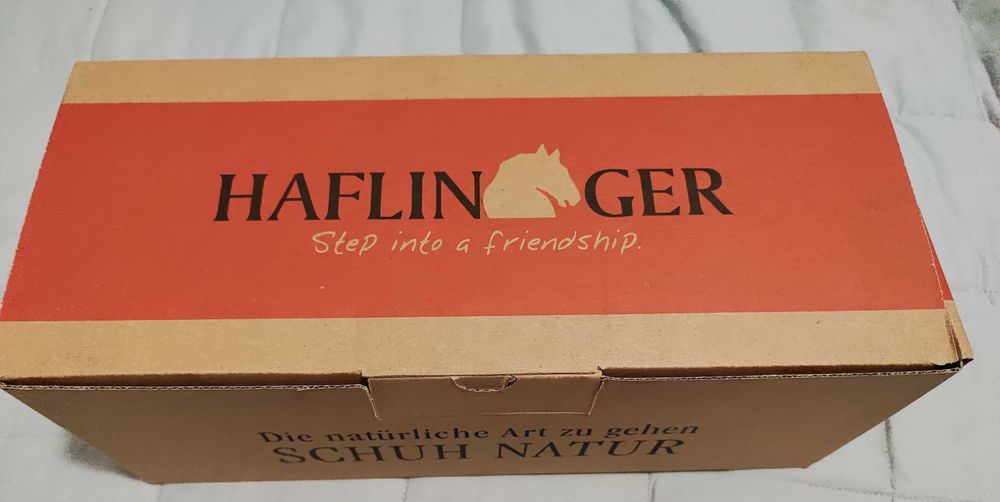 HAFLINGER
Step into a friendship.
Die natürliche Art zu gehen
SCHUH NATUR